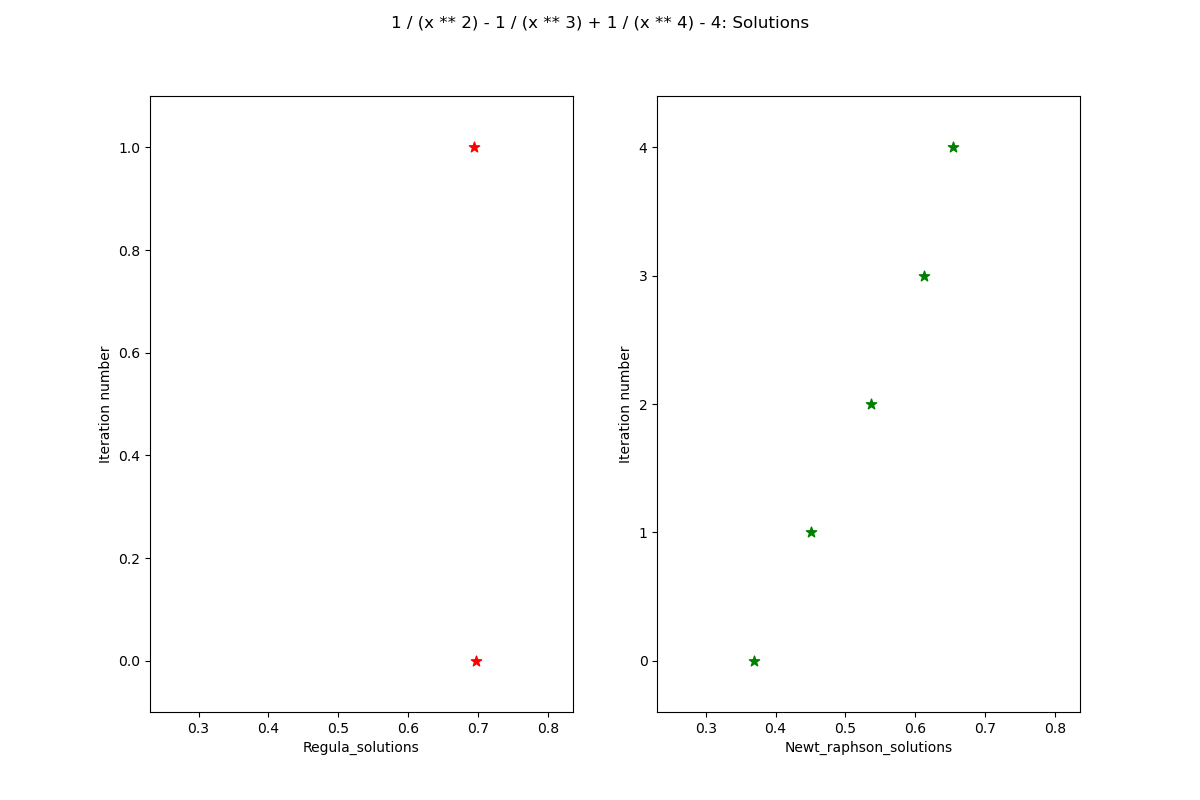 1 / (x ** 2) - 1 / (x ** 3) + 1 / (x ** 4) - 4: Solutions
Iteration number
1.0
0.8
0.6
0.4
0.2
0.0
0.3 0.4 0.5 0.6 0.7 0.8
Regula_solutions
Iteration number
4
3
2
1
0
0.3 0.4 0.5 0.6 0.7 0.8
Newt_raphson_solutions